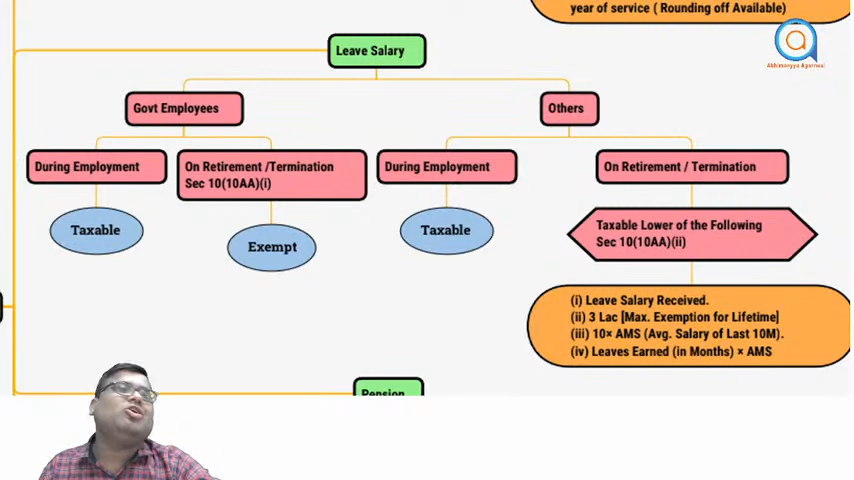 year of service ( Rounding off Available)
Abhimanyu Agarwal
Leave Salary
Govt Employees
Others
During Employment
On Retirement /Termination
Sec 10(10AA)(i)
During Employment
On Retirement / Termination
Taxable
Exempt
Taxable
Taxable Lower of the Following
Sec 10(10AA)(ii)
(i) Leave Salary Received.
(ii) 3 Lac [Max. Exemption for Lifetime]
(iii) 10× AMS (Avg. Salary of Last 10M).
(iv) Leaves Earned (in Months) × AMS
Pension